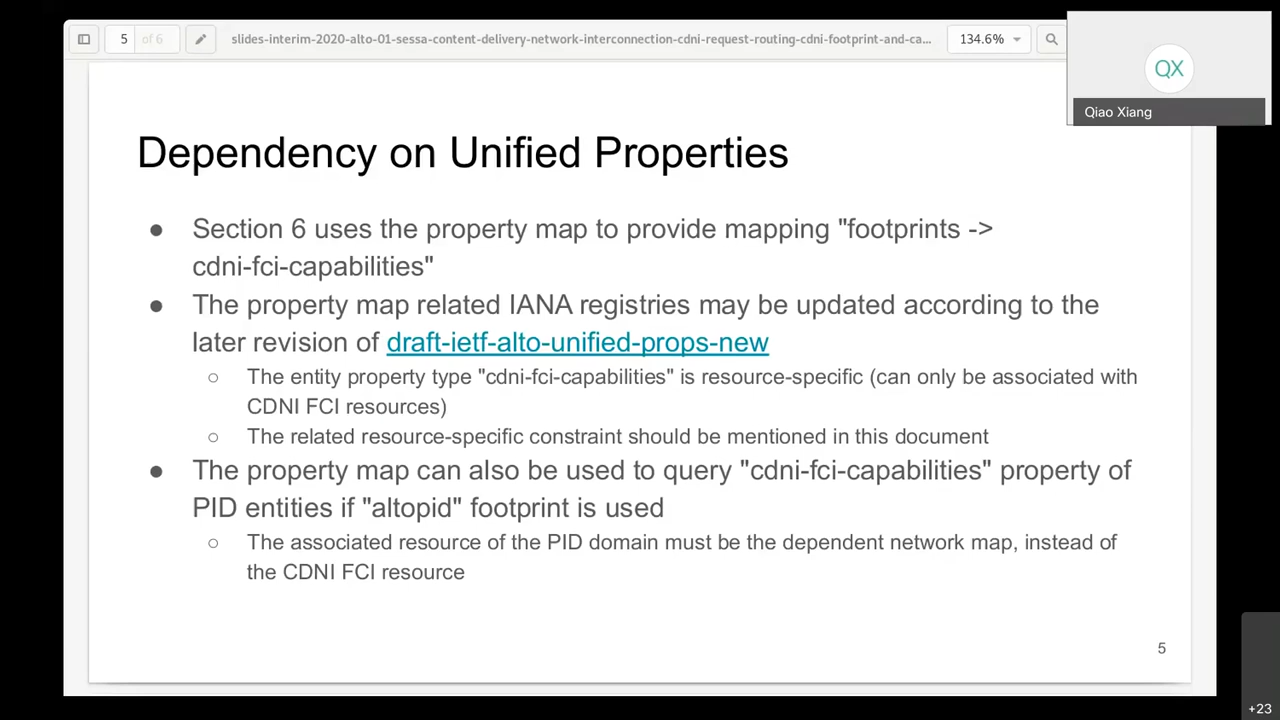 5 of 6
slides-interim-2020-alto-01-sessa-content-delivery-network-interconnection-cdni-request-routing-cdni-footprint-and-ca...
134.6%
QX
Qiao Xiang
Dependency on Unified Properties
● Section 6 uses the property map to provide mapping "footprints ->
cdni-fci-capabilities"
● The property map related IANA registries may be updated according to the
later revision of draft-ietf-alto-unified-props-new
○ The entity property type "cdni-fci-capabilities" is resource-specific (can only be associated with
CDNI FCI resources)
○ The related resource-specific constraint should be mentioned in this document
● The property map can also be used to query "cdni-fci-capabilities" property of
PID entities if "altopid" footprint is used
○ The associated resource of the PID domain must be the dependent network map, instead of
the CDNI FCI resource
5
+23